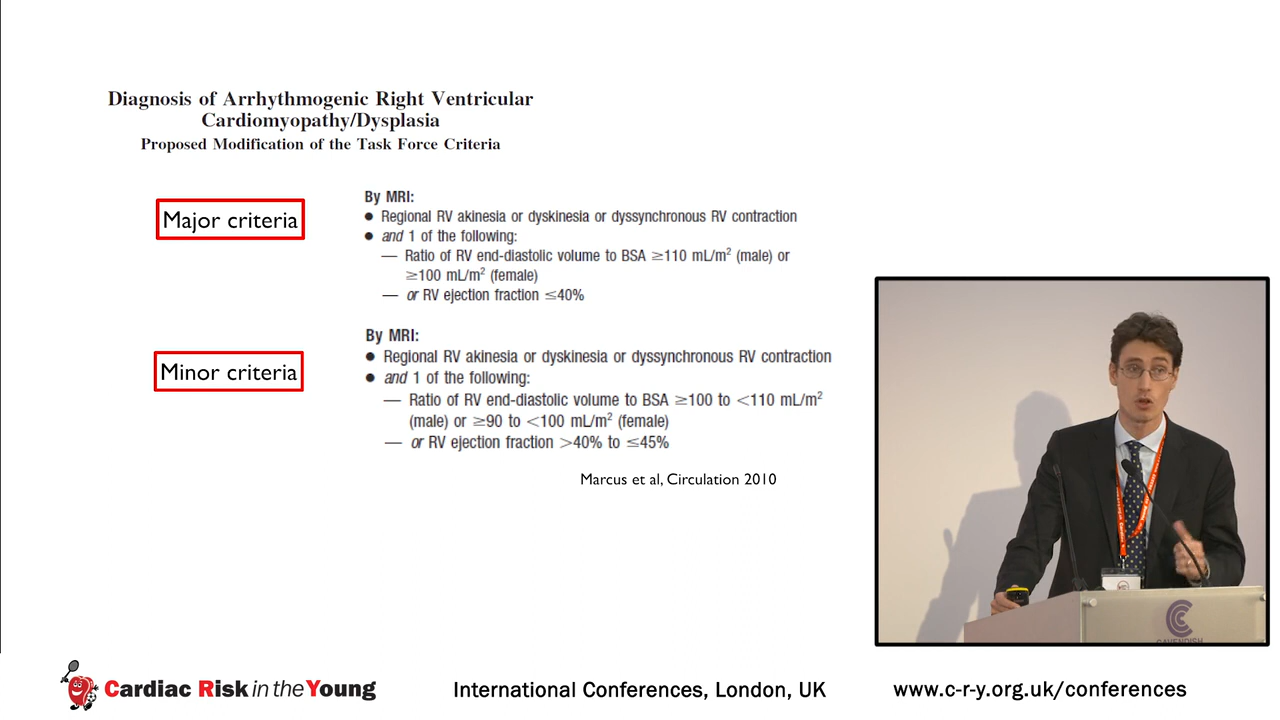 Diagnosis of Arrhythmogenic Right Ventricular
Cardiomyopathy/Dysplasia
Proposed Modification of the Task Force Criteria
Major criteria
By MRI:
● Regional RV akinesia or dyskinesia or dyssynchronous RV contraction
● and 1 of the following:
— Ratio of RV end-diastolic volume to BSA ≥110 mL/m² (male) or
≥100 mL/m² (female)
— or RV ejection fraction ≤40%
Minor criteria
By MRI:
● Regional RV akinesia or dyskinesia or dyssynchronous RV contraction
● and 1 of the following:
— Ratio of RV end-diastolic volume to BSA ≥100 to <110 mL/m²
(male) or ≥90 to <100 mL/m² (female)
— or RV ejection fraction >40% to ≤45%
Marcus et al, Circulation 2010
CAVENDISH
Cardiac Risk in the Young
International Conferences, London, UK
www.c-r-y.org.uk/conferences